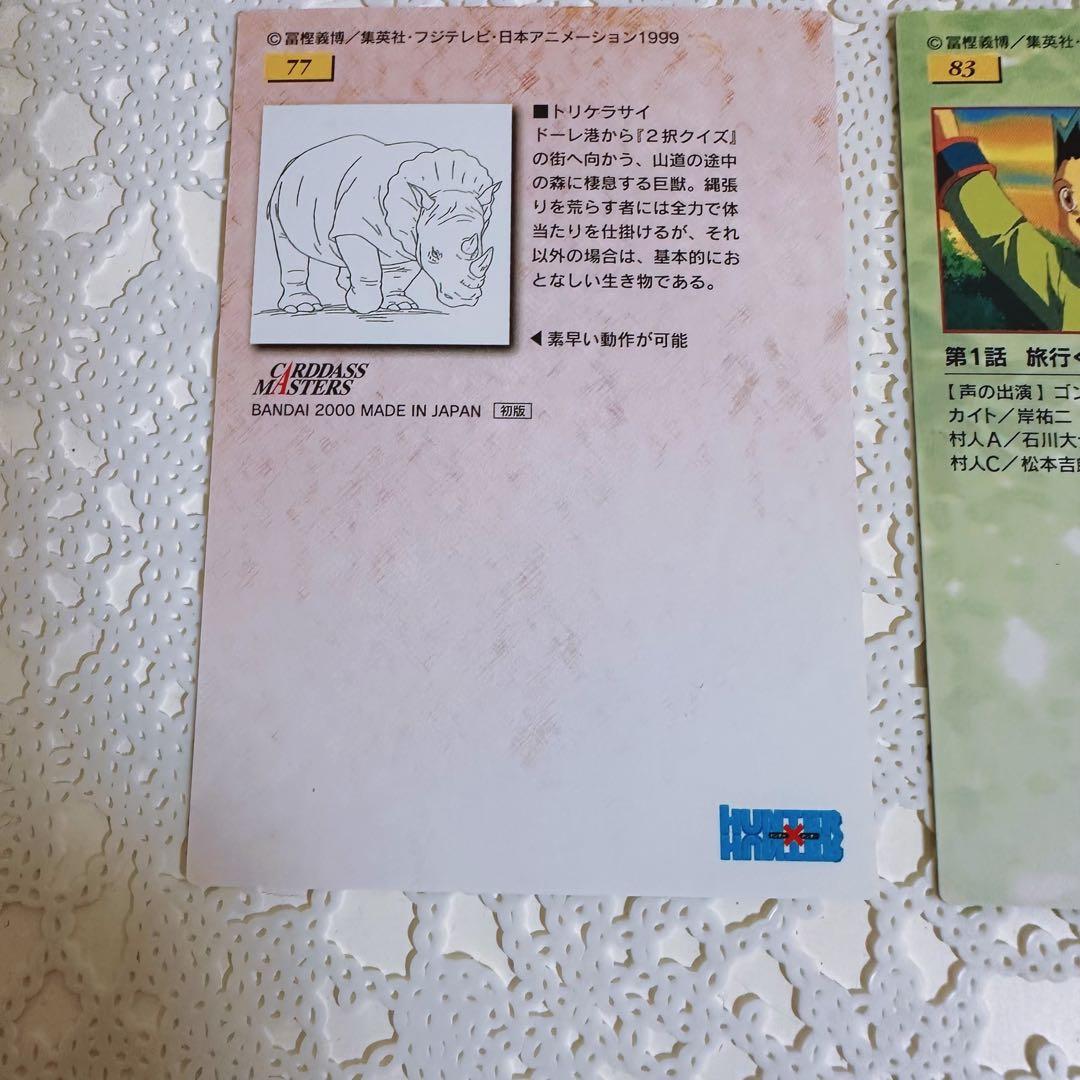 ©冨樫義博／集英社・フジテレビ・日本アニメーション1999
77
■トリケラサイ
ドーレ港から『２択クイズ』
の街へ向かう、山道の途中
の森に棲息する巨獣。縄張
りを荒らす者には全力で体
当たりを仕掛けるが、それ
以外の場合は、基本的にお
となしい生き物である。
◀素早い動作が可能
CARDDASS
MASTERS
BANDAI 2000 MADE IN JAPAN 初版
HUNTER
×
HUNTER
©冨樫義博／集英社・
83
第1話 旅行
【声の出演】ゴン
カイト／岸祐二
村人A／石川大
村人C／松本吉